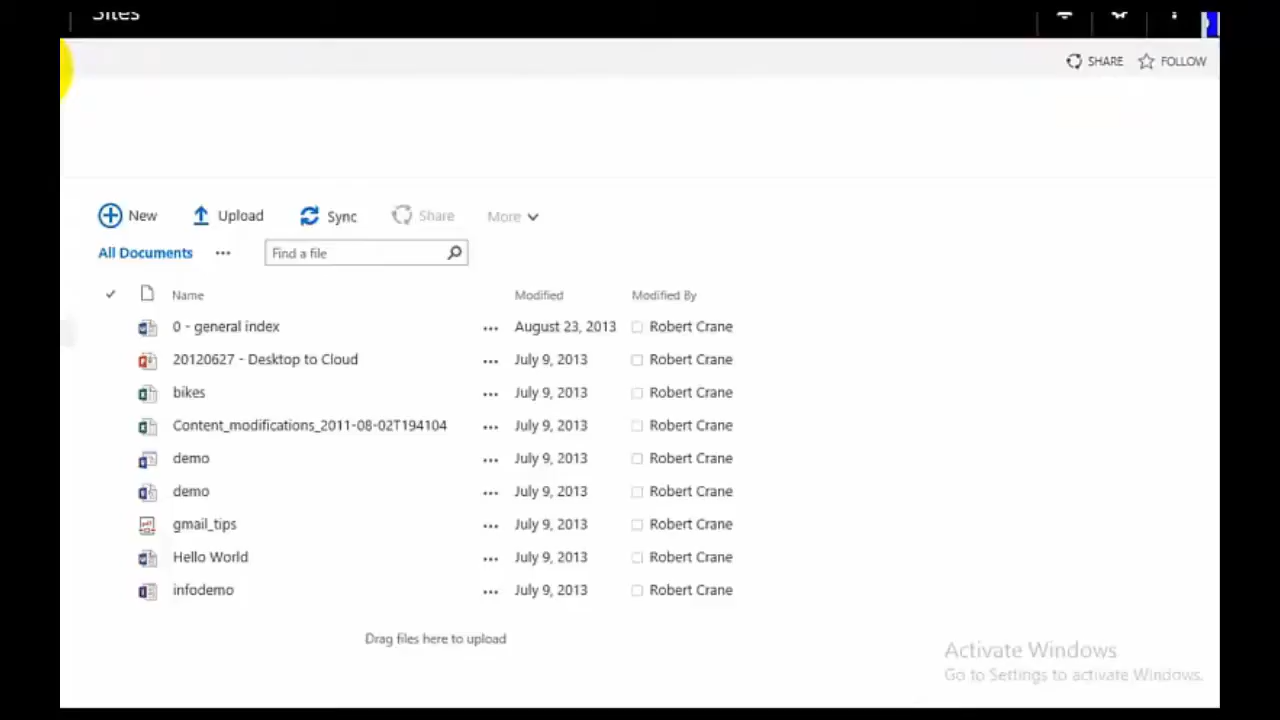 Sites
SHARE FOLLOW
New Upload Sync Share More
All Documents ... Find a file
Name Modified Modified By
0 - general index ... August 23, 2013 Robert Crane
20120627 - Desktop to Cloud ... July 9, 2013 Robert Crane
bikes ... July 9, 2013 Robert Crane
Content_modifications_2011-08-02T194104 ... July 9, 2013 Robert Crane
demo ... July 9, 2013 Robert Crane
demo ... July 9, 2013 Robert Crane
gmail_tips ... July 9, 2013 Robert Crane
Hello World ... July 9, 2013 Robert Crane
infodemo ... July 9, 2013 Robert Crane
Drag files here to upload
Activate Windows
Go to Settings to activate Windows.